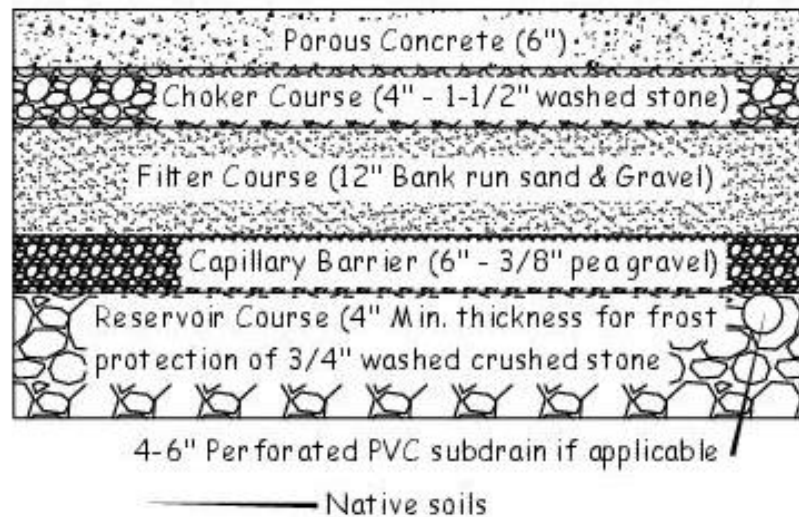 Porous Concrete (6")
Choker Course (4" - 1-1/2" washed stone)
Filter Course (12" Bank run sand & Gravel)
Capillary Barrier (6" - 3/8" pea gravel)
Reservoir Course (4" Min. thickness for frost
protection of 3/4" washed crushed stone
4-6" Perforated PVC subdrain if applicable
Native soils